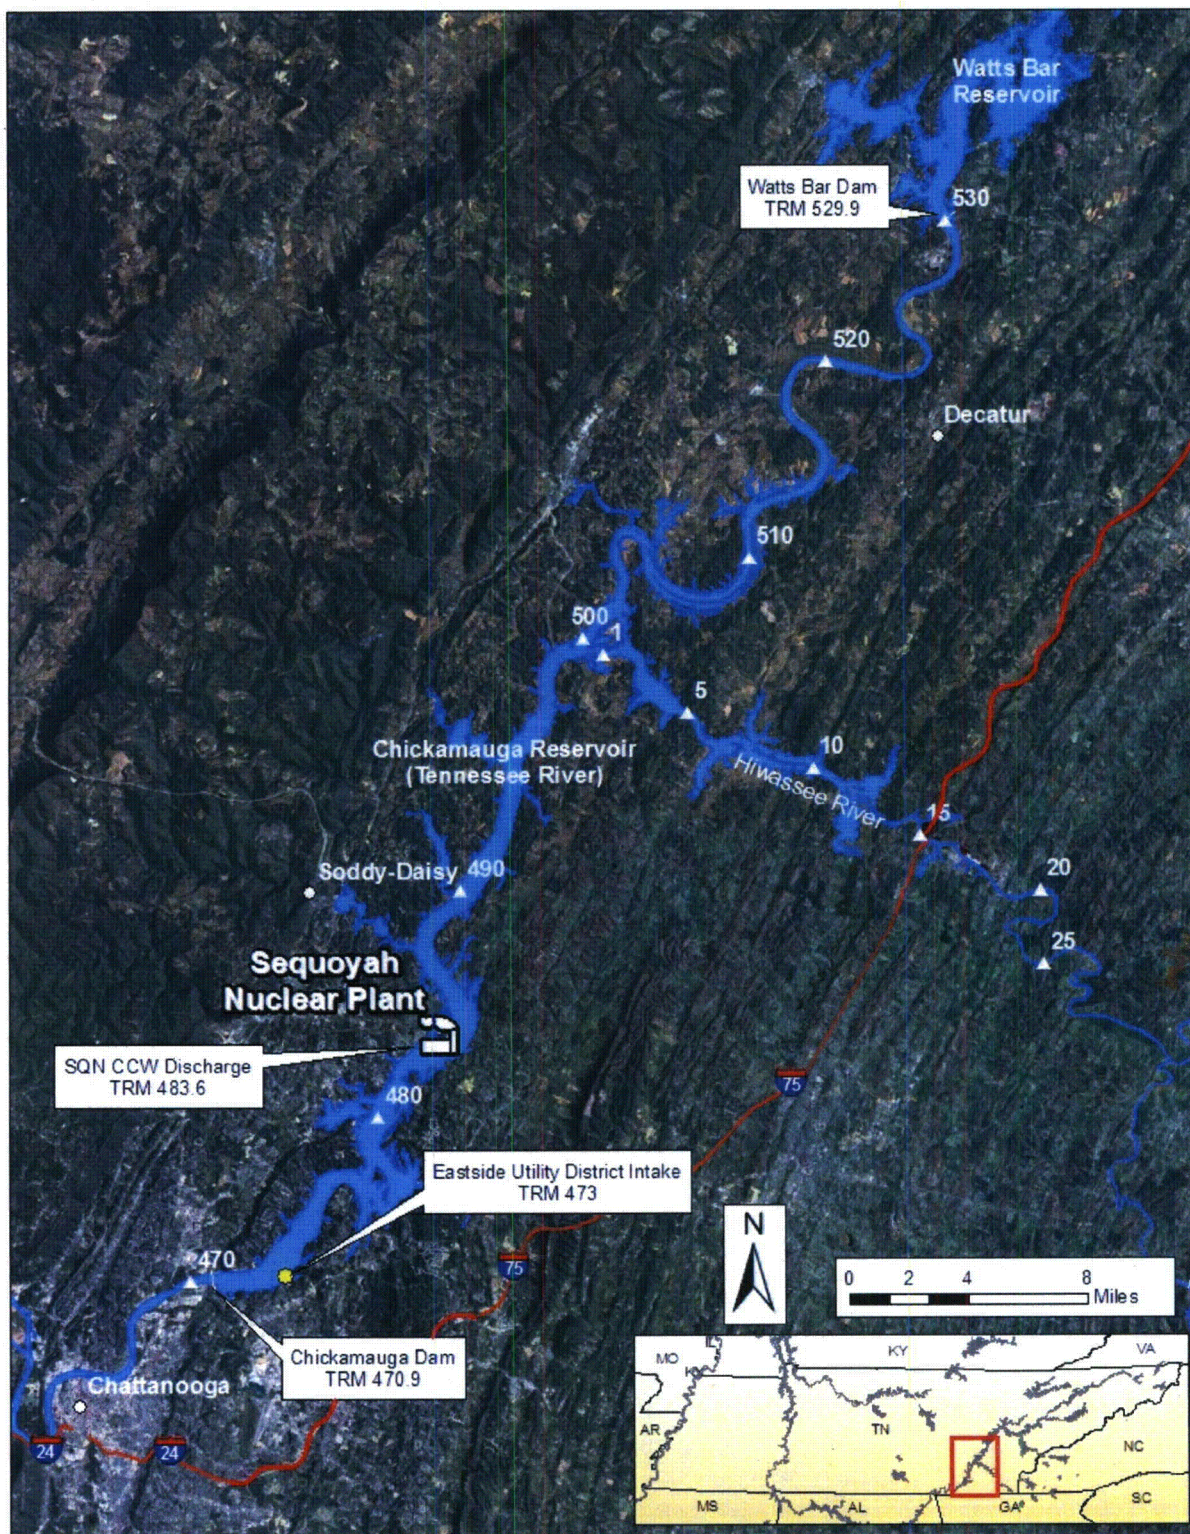 Watts Bar
Reservoir
Watts Bar Dam
TRM 529.9
530
520
Decatur
510
500
1
5
Chickamauga Reservoir
(Tennessee River)
10
Hiwassee River
15
Soddy-Daisy
490
20
25
Sequoyah
Nuclear Plant
SQN CCW Discharge
TRM 483.6
75
480
Eastside Utility District Intake
TRM 473
N
470
75
0 2 4 8
Miles
Chickamauga Dam
TRM 470.9
Chattanooga
24
24
MO
KY
VA
AR
TN
NC
MS
AL
GA
SC